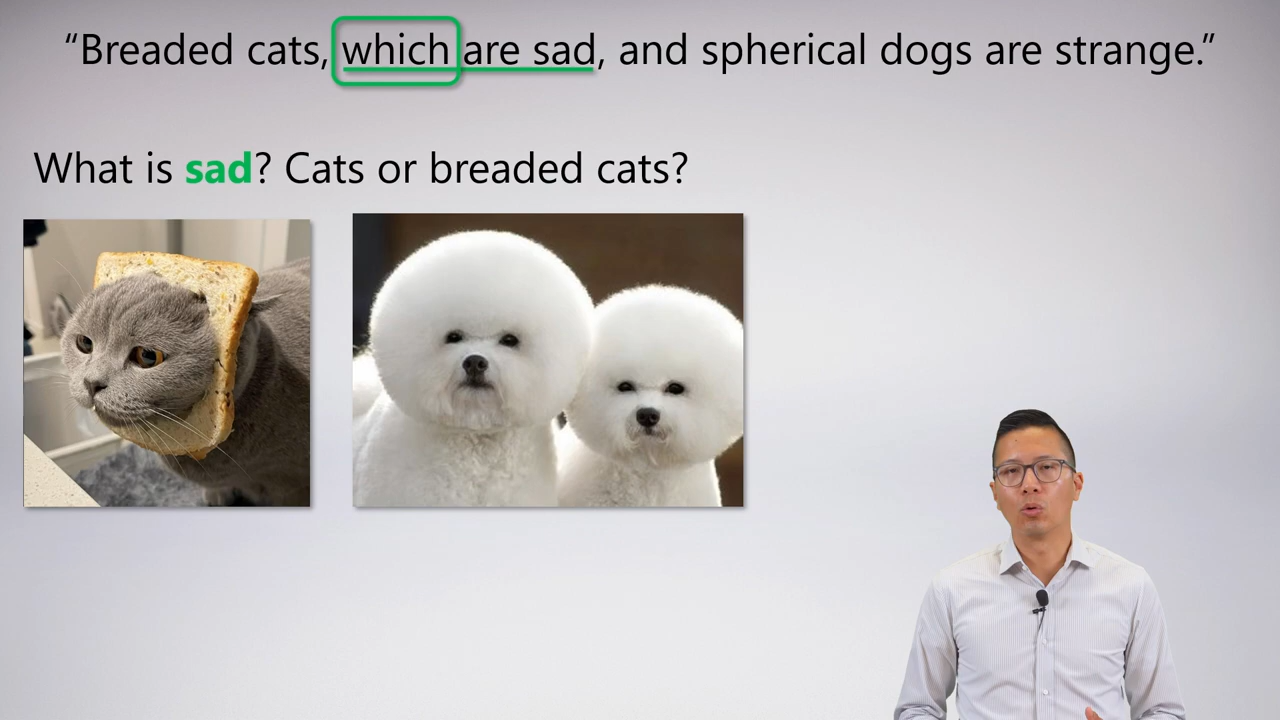 “Breaded cats, which are sad, and spherical dogs are strange.”
What is sad? Cats or breaded cats?